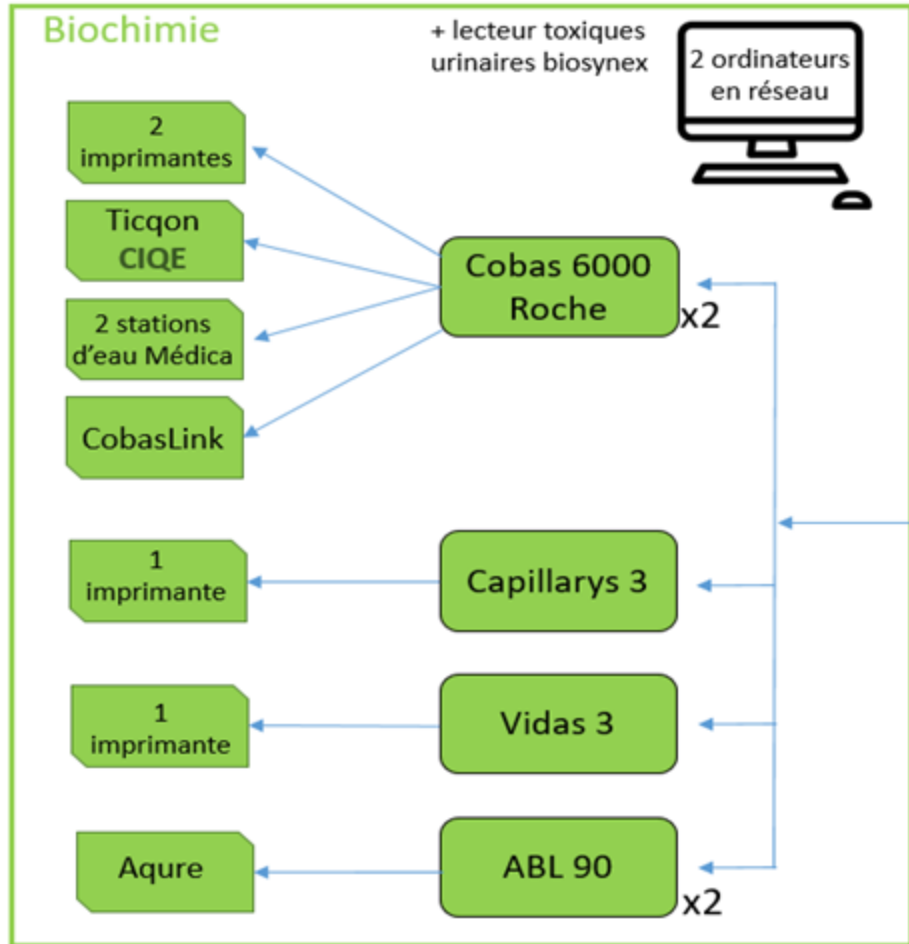 Biochimie
+ lecteur toxiques
urinaires biosynex
2 ordinateurs
en réseau
2
imprimantes
Ticqon
CIQE
2 stations
d'eau Médica
CobasLink
Cobas 6000
Roche
x2
1
imprimante
Capillarys 3
1
imprimante
Vidas 3
Aqure
ABL 90
x2